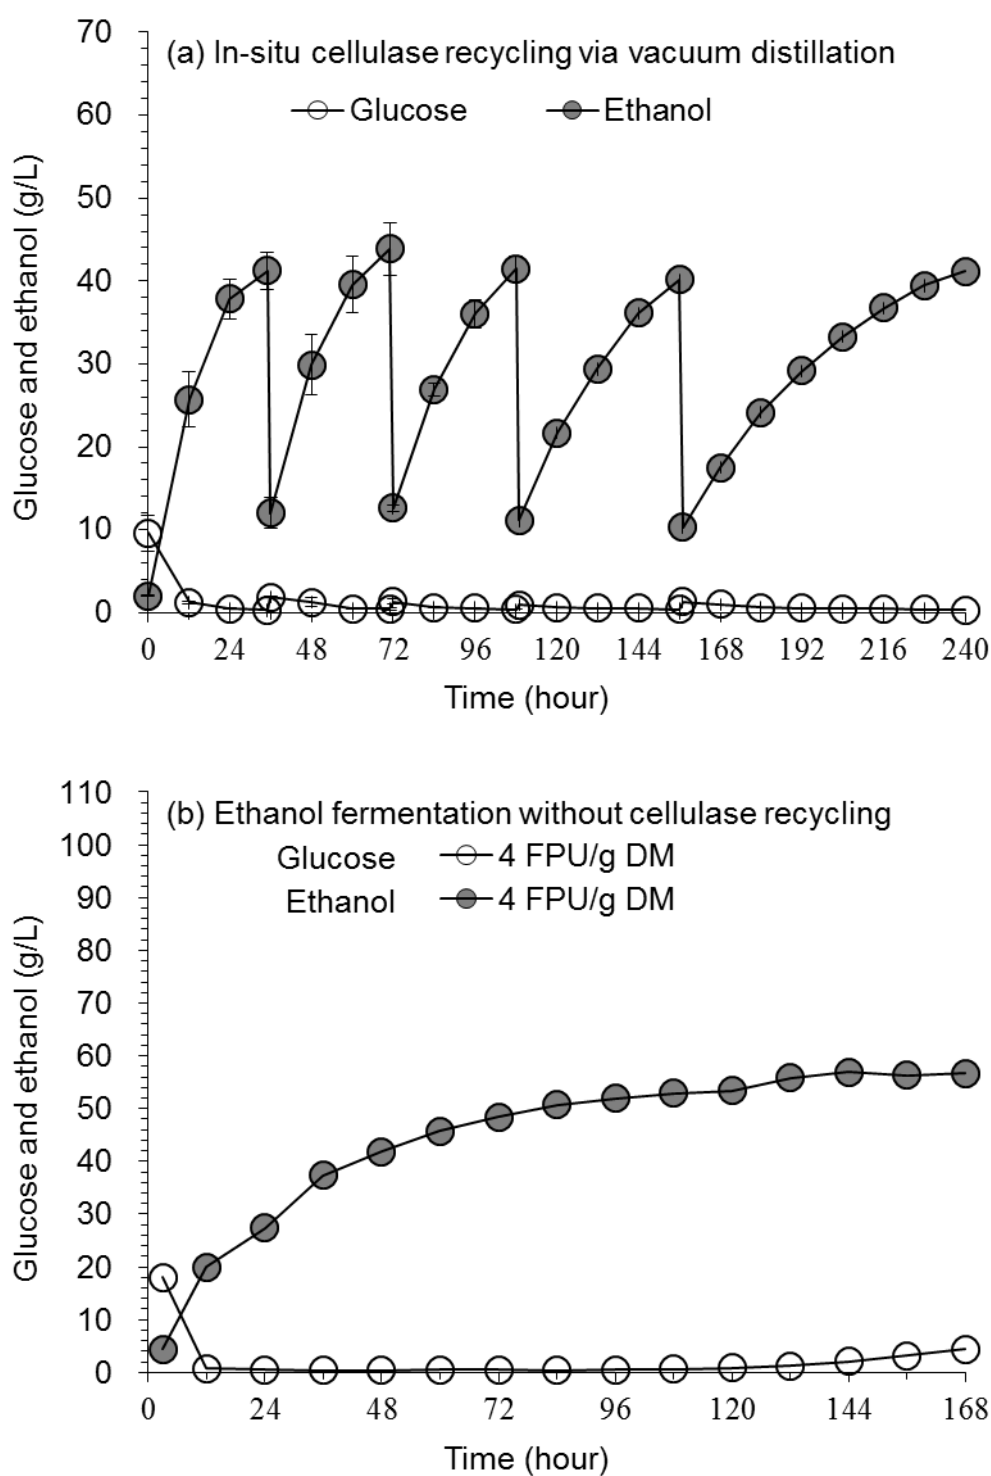 (a) In-situ cellulase recycling via vacuum distillation
Glucose Ethanol
Glucose and ethanol (g/L)
70
60
50
40
30
20
10
0
0 24 48 72 96 120 144 168 192 216 240
Time (hour)
(b) Ethanol fermentation without cellulase recycling
Glucose 4 FPU/g DM
Ethanol 4 FPU/g DM
Glucose and ethanol (g/L)
110
100
90
80
70
60
50
40
30
20
10
0
0 24 48 72 96 120 144 168
Time (hour)